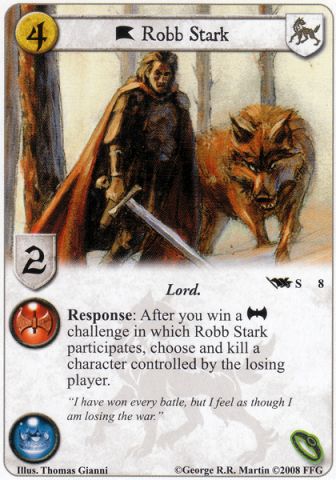 4
Robb Stark
2
Lord.
S 8
Response: After you win a
challenge in which Robb Stark
participates, choose and kill a
character controlled by the losing
player.
"I have won every batle, but I feel as though I
am losing the war."
Illus. Thomas Gianni
©George R.R. Martin ©2008 FFG